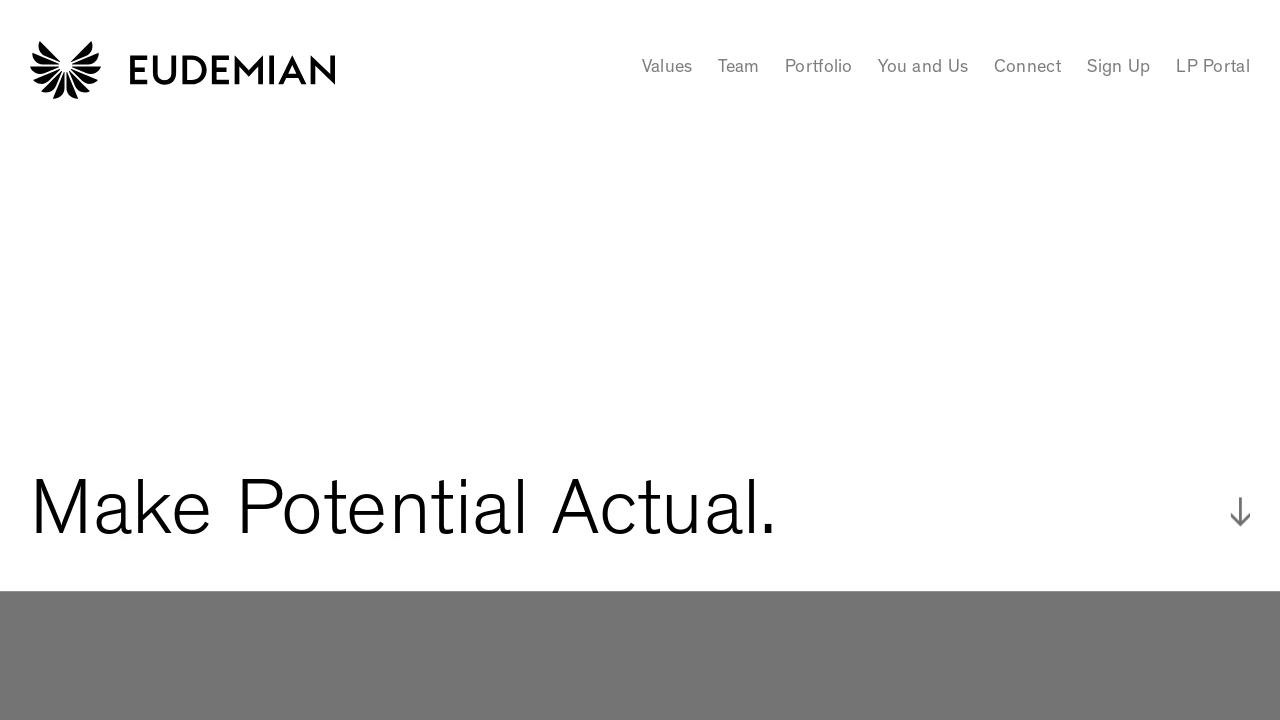 EUDEMIAN
Values Team Portfolio You and Us Connect Sign Up LP Portal
Make Potential Actual.